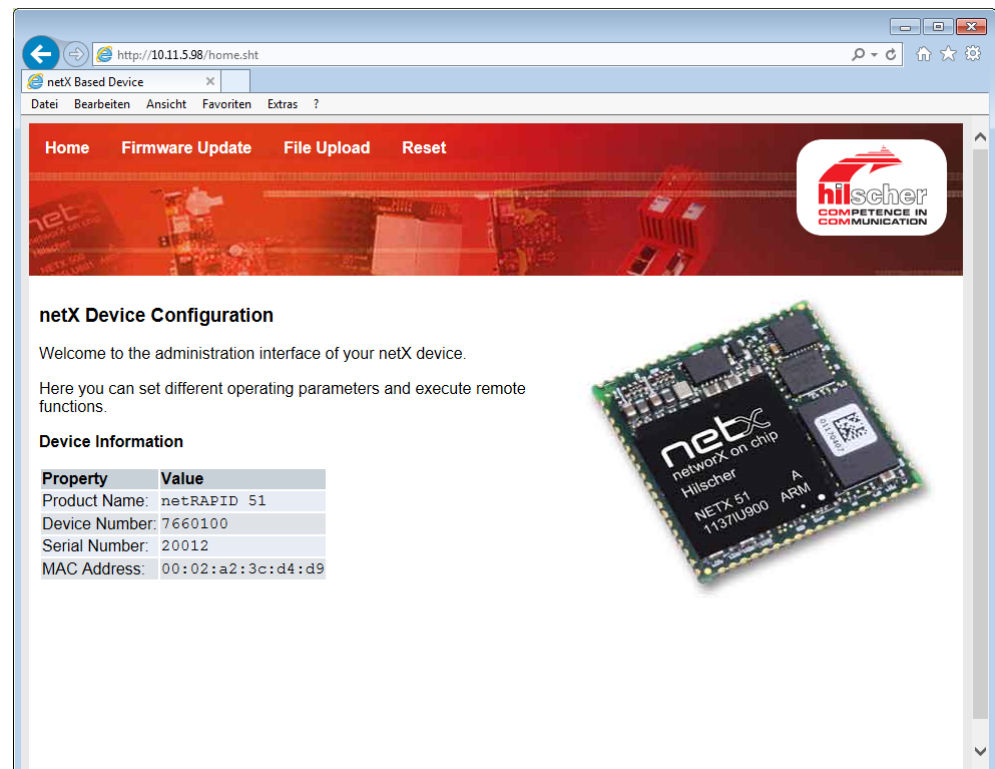 http://10.11.5.98/home.sht
netX Based Device
Datei Bearbeiten Ansicht Favoriten Extras ?
Home Firmware Update File Upload Reset
hilscher
COMPETENCE IN
COMMUNICATION
netX Device Configuration
Welcome to the administration interface of your netX device.
Here you can set different operating parameters and execute remote
functions.
Device Information
Property Value
Product Name: netRAPID 51
Device Number: 7660100
Serial Number: 20012
MAC Address: 00:02:a2:3c:d4:d9
netX
networX on chip
Hilscher
NETX 51 A
1137IU900 ARM
01170407